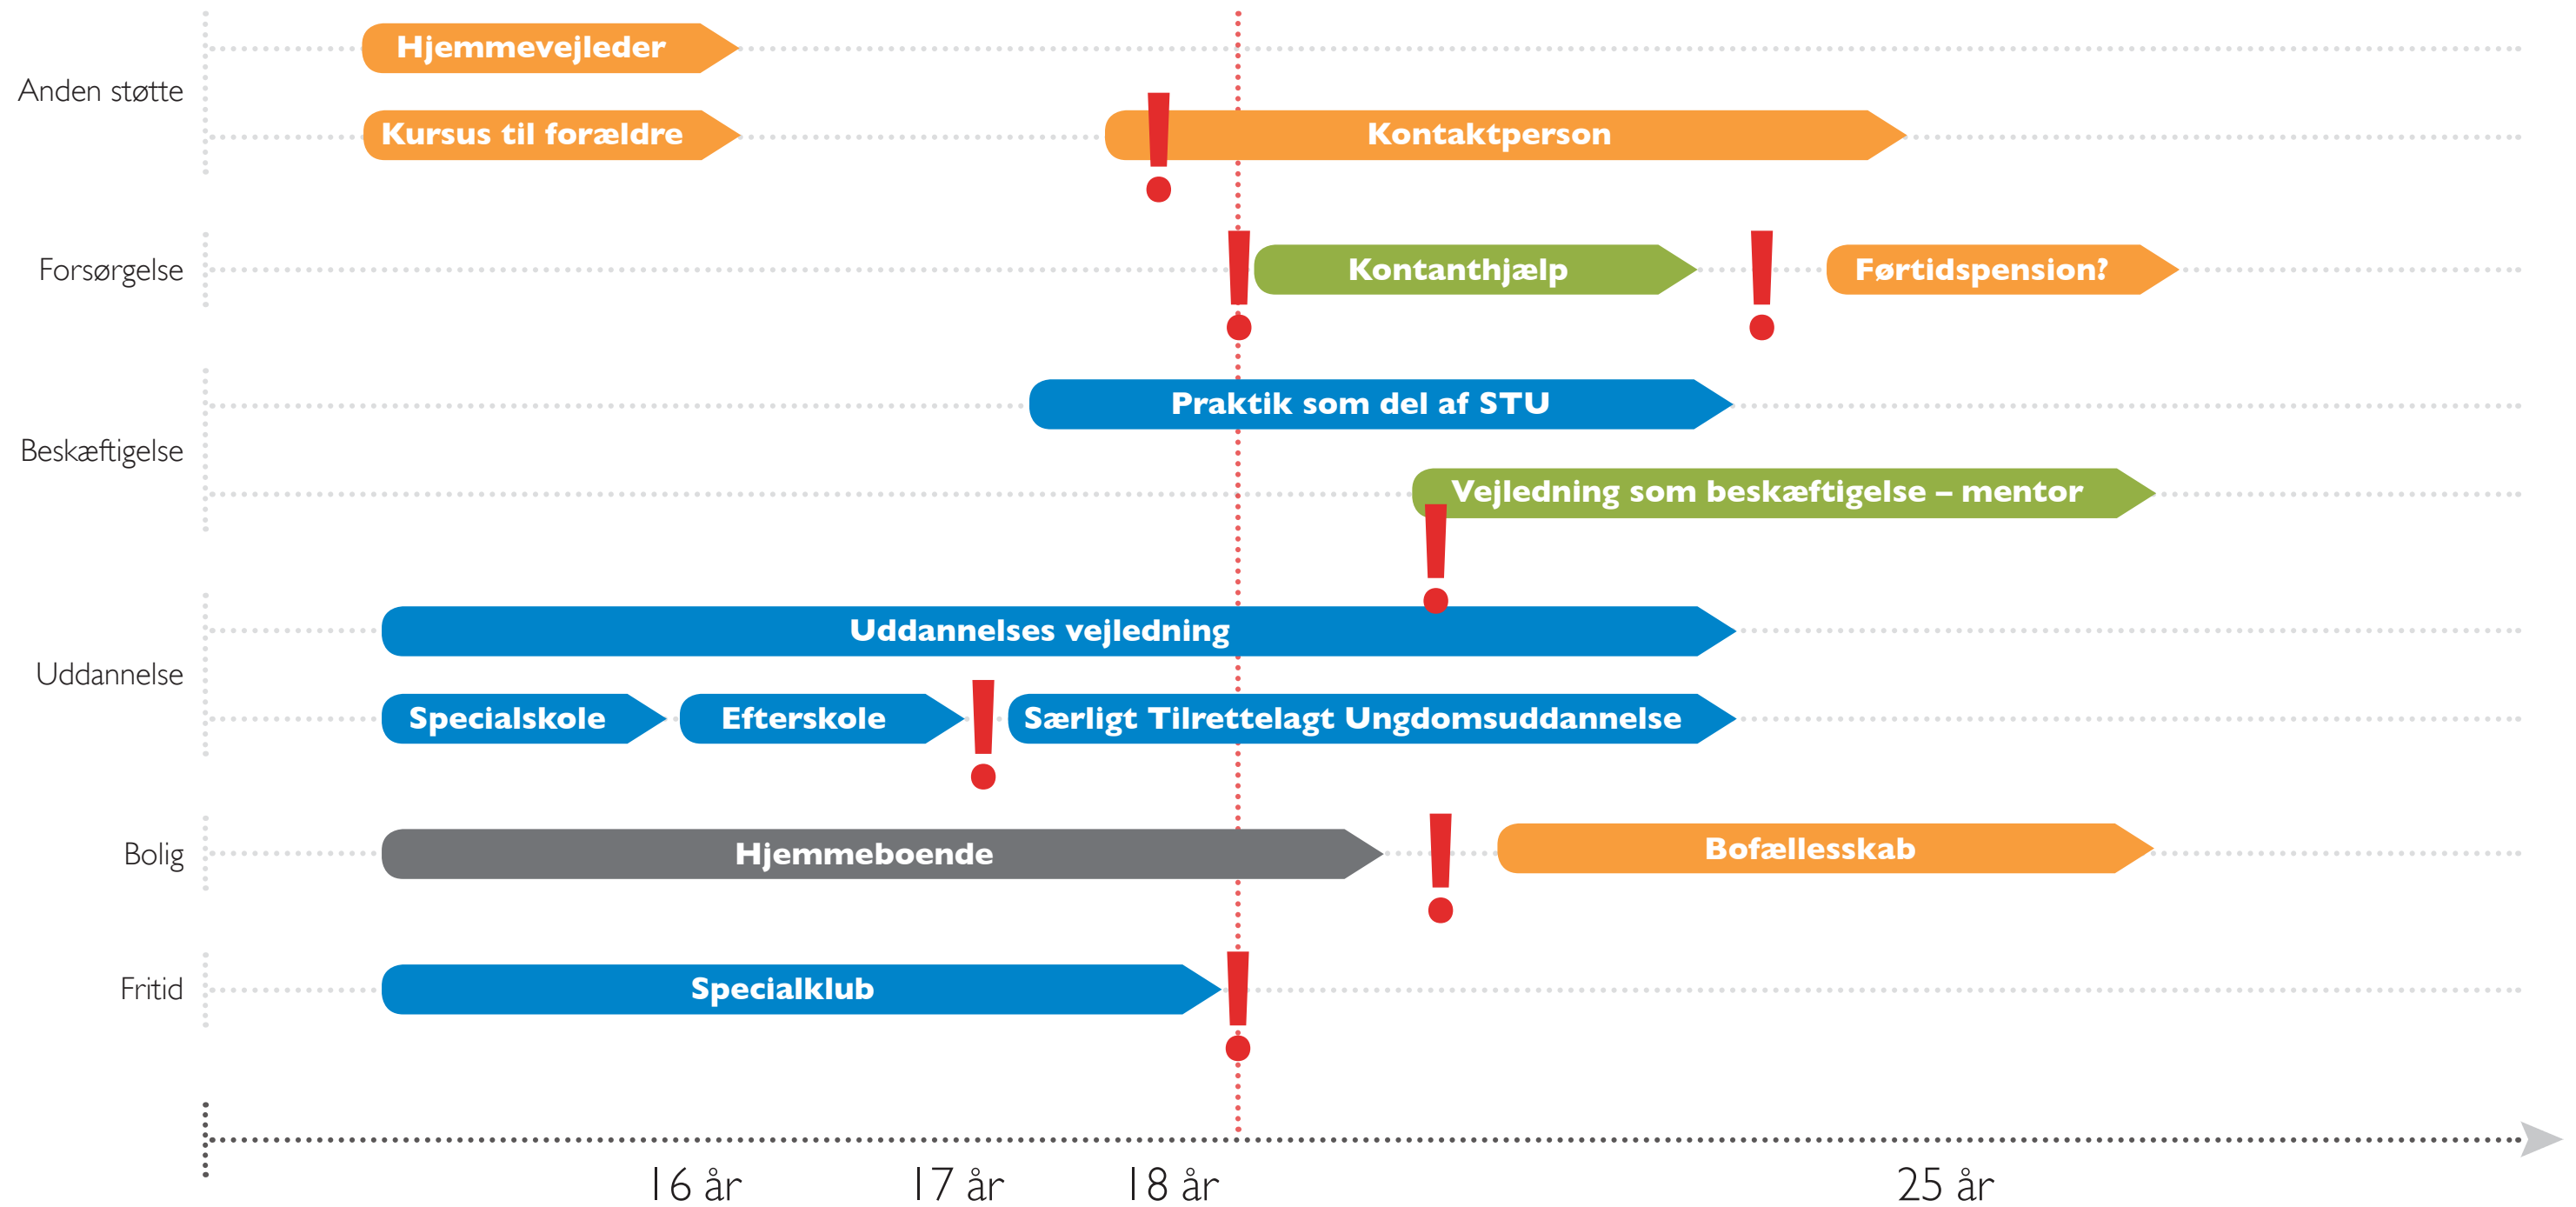 Anden støtte
Hjemmevejleder
Kursus til forældre
!
Kontaktperson
Forsørgelse
!
Kontanthjælp
!
Førtidspension?
Beskæftigelse
Praktik som del af STU
Vejledning som beskæftigelse – mentor
!
Uddannelse
Uddannelses vejledning
Specialskole
Efterskole
!
Særligt Tilrettelagt Ungdomsuddannelse
Bolig
Hjemmeboende
!
Bofællesskab
Fritid
Specialklub
!
16 år
17 år
18 år
25 år